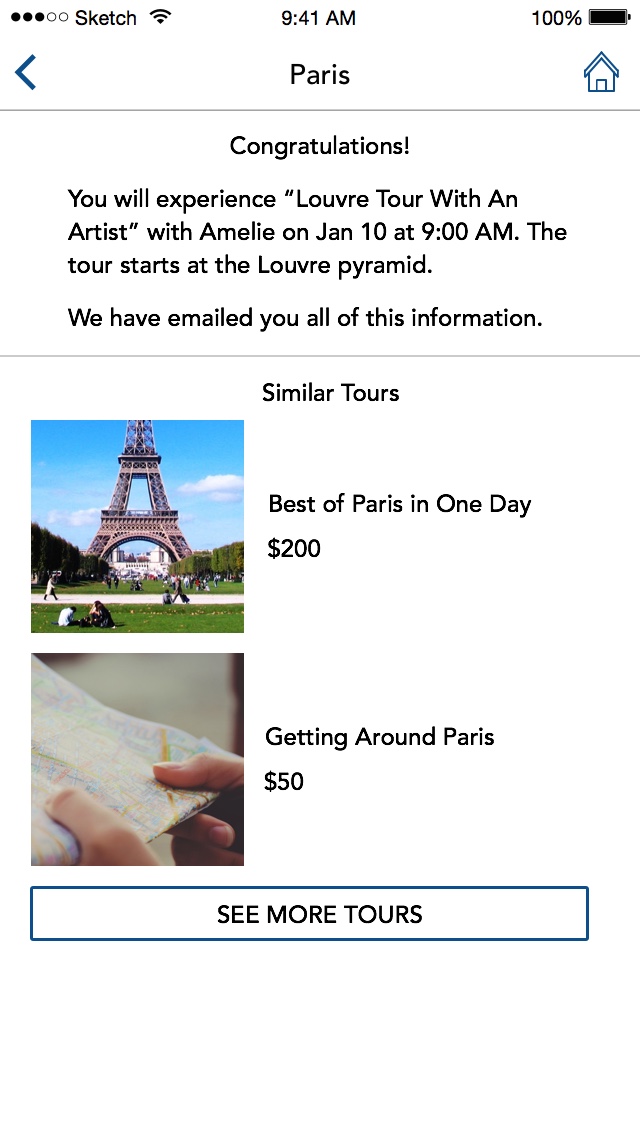 Sketch 9:41 AM 100%
Paris
Congratulations!
You will experience “Louvre Tour With An
Artist” with Amelie on Jan 10 at 9:00 AM. The
tour starts at the Louvre pyramid.
We have emailed you all of this information.
Similar Tours
Best of Paris in One Day
$200
Getting Around Paris
$50
SEE MORE TOURS